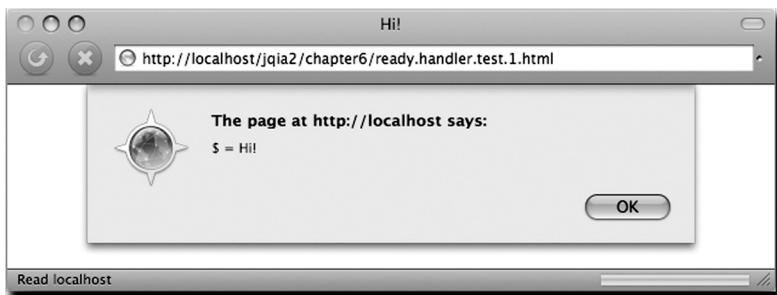 Hi!
http://localhost/jqia2/chapter6/ready.handler.test.1.html
The page at http://localhost says:
$ = Hi!
OK
Read localhost